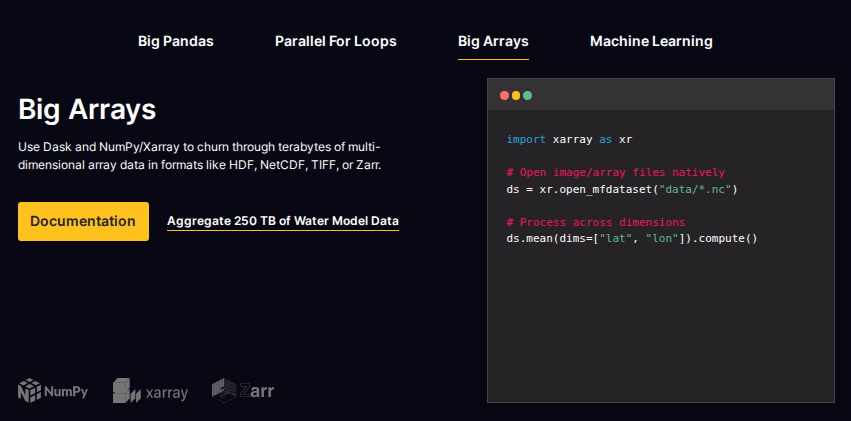 Big Pandas Parallel For Loops Big Arrays Machine Learning
Big Arrays
Use Dask and NumPy/Xarray to churn through terabytes of multi-
dimensional array data in formats like HDF, NetCDF, TIFF, or Zarr.
Documentation Aggregate 250 TB of Water Model Data
NumPy xarray Zarr
import xarray as xr
# Open image/array files natively
ds = xr.open_mfdataset("data/*.nc")
# Process across dimensions
ds.mean(dims=["lat", "lon"]).compute()